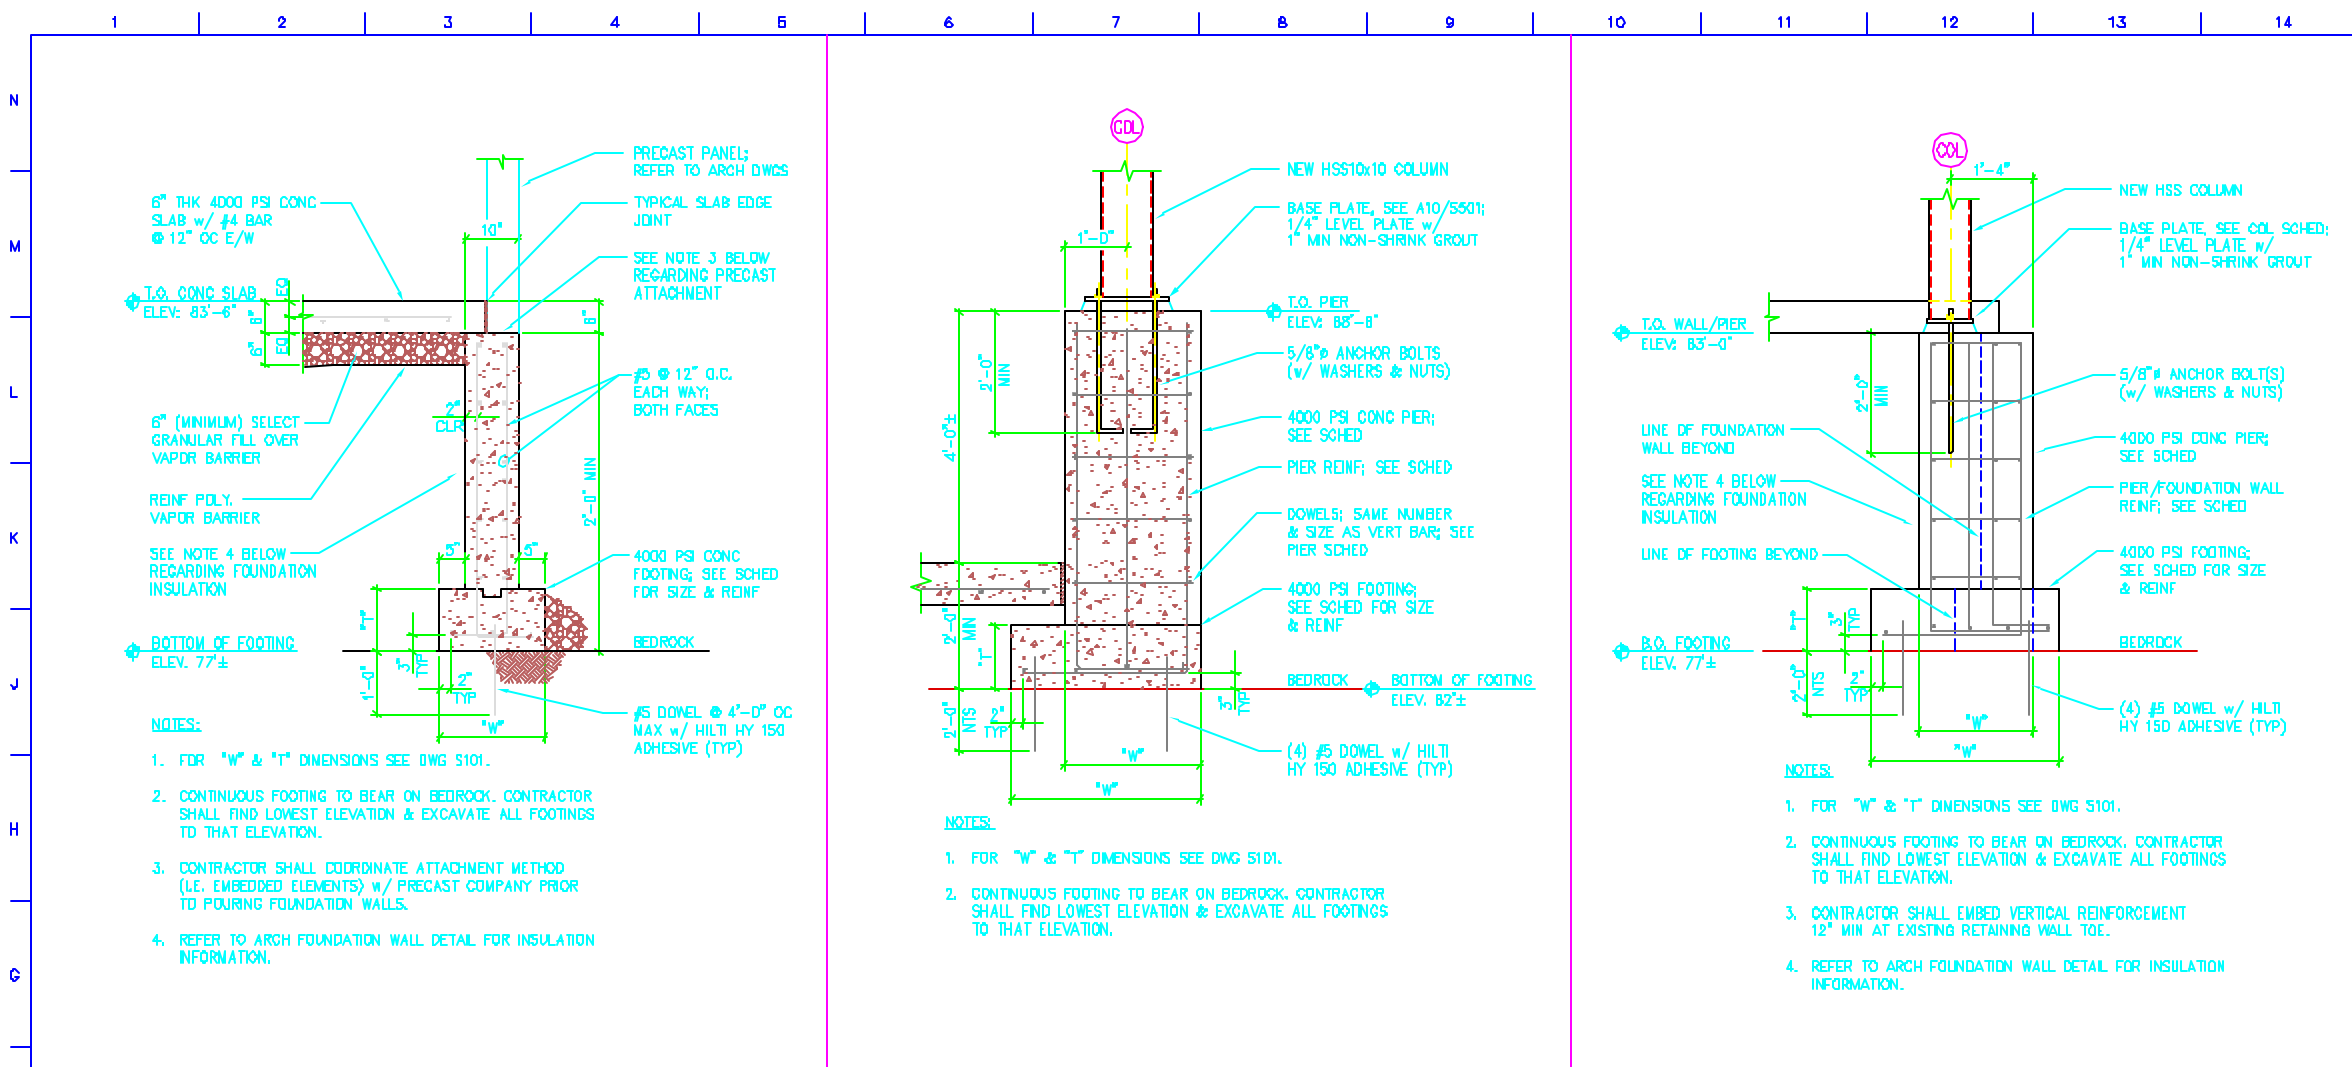 1 2 3 4 5 6 7 8 9 10 11 12 13 14
N
M
L
K
J
H
G
6" THK 4000 PSI CONC
SLAB w/ #4 BAR
@ 12" OC E/W
T.O. CONC SLAB
ELEV: 83'-6"
EQ
EQ
6"
6"
6" (MINIMUM) SELECT
GRANULAR FILL OVER
VAPOR BARRIER
REINF POLY.
VAPOR BARRIER
SEE NOTE 4 BELOW
REGARDING FOUNDATION
INSULATION
BOTTOM OF FOOTING
ELEV. 77'±
10"
2"
CLR
5"
5"
"T"
1'-0"
3"
TYP
2"
TYP
"W"
6"
2'-0" MIN
PRECAST PANEL;
REFER TO ARCH DWGS
TYPICAL SLAB EDGE
JOINT
SEE NOTE 3 BELOW
REGARDING PRECAST
ATTACHMENT
#5 @ 12" O.C.
EACH WAY;
BOTH FACES
4000 PSI CONC
FOOTING; SEE SCHED
FOR SIZE & REINF
BEDROCK
#5 DOWEL @ 4'-0" OC
MAX w/ HILTI HY 150
ADHESIVE (TYP)
NOTES:
1. FOR "W" & "T" DIMENSIONS SEE DWG S101.
2. CONTINUOUS FOOTING TO BEAR ON BEDROCK. CONTRACTOR
SHALL FIND LOWEST ELEVATION & EXCAVATE ALL FOOTINGS
TO THAT ELEVATION.
3. CONTRACTOR SHALL COORDINATE ATTACHMENT METHOD
(I.E. EMBEDDED ELEMENTS) w/ PRECAST COMPANY PRIOR
TO POURING FOUNDATION WALLS.
4. REFER TO ARCH FOUNDATION WALL DETAIL FOR INSULATION
INFORMATION.
COL
1'-0"
2'-0"
MIN
4'-0"±
2'-0"
MIN
"T"
2'-0"
NTS
2"
TYP
3"
TYP
"W"
"W"
NEW HSS10x10 COLUMN
BASE PLATE, SEE A10/S501;
1/4" LEVEL PLATE w/
1" MIN NON-SHRINK GROUT
T.O. PIER
ELEV: 88'-8"
5/8"ø ANCHOR BOLTS
(w/ WASHERS & NUTS)
4000 PSI CONC PIER;
SEE SCHED
PIER REINF; SEE SCHED
DOWELS; SAME NUMBER
& SIZE AS VERT BAR; SEE
PIER SCHED
4000 PSI FOOTING;
SEE SCHED FOR SIZE
& REINF
BEDROCK
BOTTOM OF FOOTING
ELEV. 82'±
(4) #5 DOWEL w/ HILTI
HY 150 ADHESIVE (TYP)
NOTES:
1. FOR "W" & "T" DIMENSIONS SEE DWG S101.
2. CONTINUOUS FOOTING TO BEAR ON BEDROCK. CONTRACTOR
SHALL FIND LOWEST ELEVATION & EXCAVATE ALL FOOTINGS
TO THAT ELEVATION.
COL
1'-4"
NEW HSS COLUMN
BASE PLATE, SEE COL SCHED;
1/4" LEVEL PLATE w/
1" MIN NON-SHRINK GROUT
T.O. WALL/PIER
ELEV: 83'-0"
2'-0"
MIN
5/8"ø ANCHOR BOLT(S)
(w/ WASHERS & NUTS)
LINE OF FOUNDATION
WALL BEYOND
4000 PSI CONC PIER;
SEE SCHED
SEE NOTE 4 BELOW
REGARDING FOUNDATION
INSULATION
PIER/FOUNDATION WALL
REINF; SEE SCHED
LINE OF FOOTING BEYOND
4000 PSI FOOTING;
SEE SCHED FOR SIZE
& REINF
"T"
3"
TYP
B.O. FOOTING
ELEV. 77'±
BEDROCK
2'-0"
NTS
2"
TYP
"W"
"W"
(4) #5 DOWEL w/ HILTI
HY 150 ADHESIVE (TYP)
NOTES:
1. FOR "W" & "T" DIMENSIONS SEE DWG S101.
2. CONTINUOUS FOOTING TO BEAR ON BEDROCK. CONTRACTOR
SHALL FIND LOWEST ELEVATION & EXCAVATE ALL FOOTINGS
TO THAT ELEVATION.
3. CONTRACTOR SHALL EMBED VERTICAL REINFORCEMENT
12" MIN AT EXISTING RETAINING WALL TOE.
4. REFER TO ARCH FOUNDATION WALL DETAIL FOR INSULATION
INFORMATION.